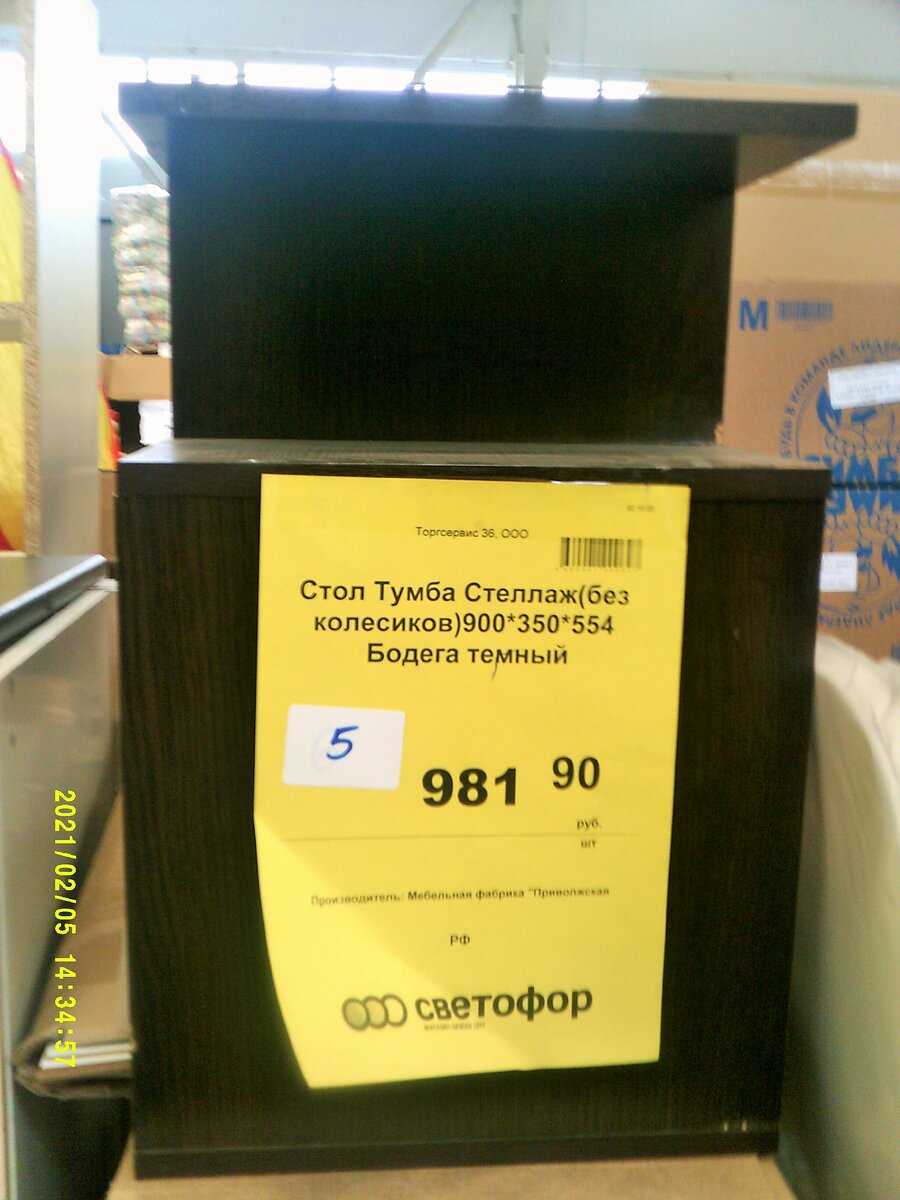 Торгсервис 36, ООО
Стол Тумба Стеллаж(без
колесиков)900*350*554
Бодега темный
5
981 90
руб.
шт
Производитель: Мебельная фабрика "Приволжская
РФ
светофор
M
2021/02/05 14:34:57